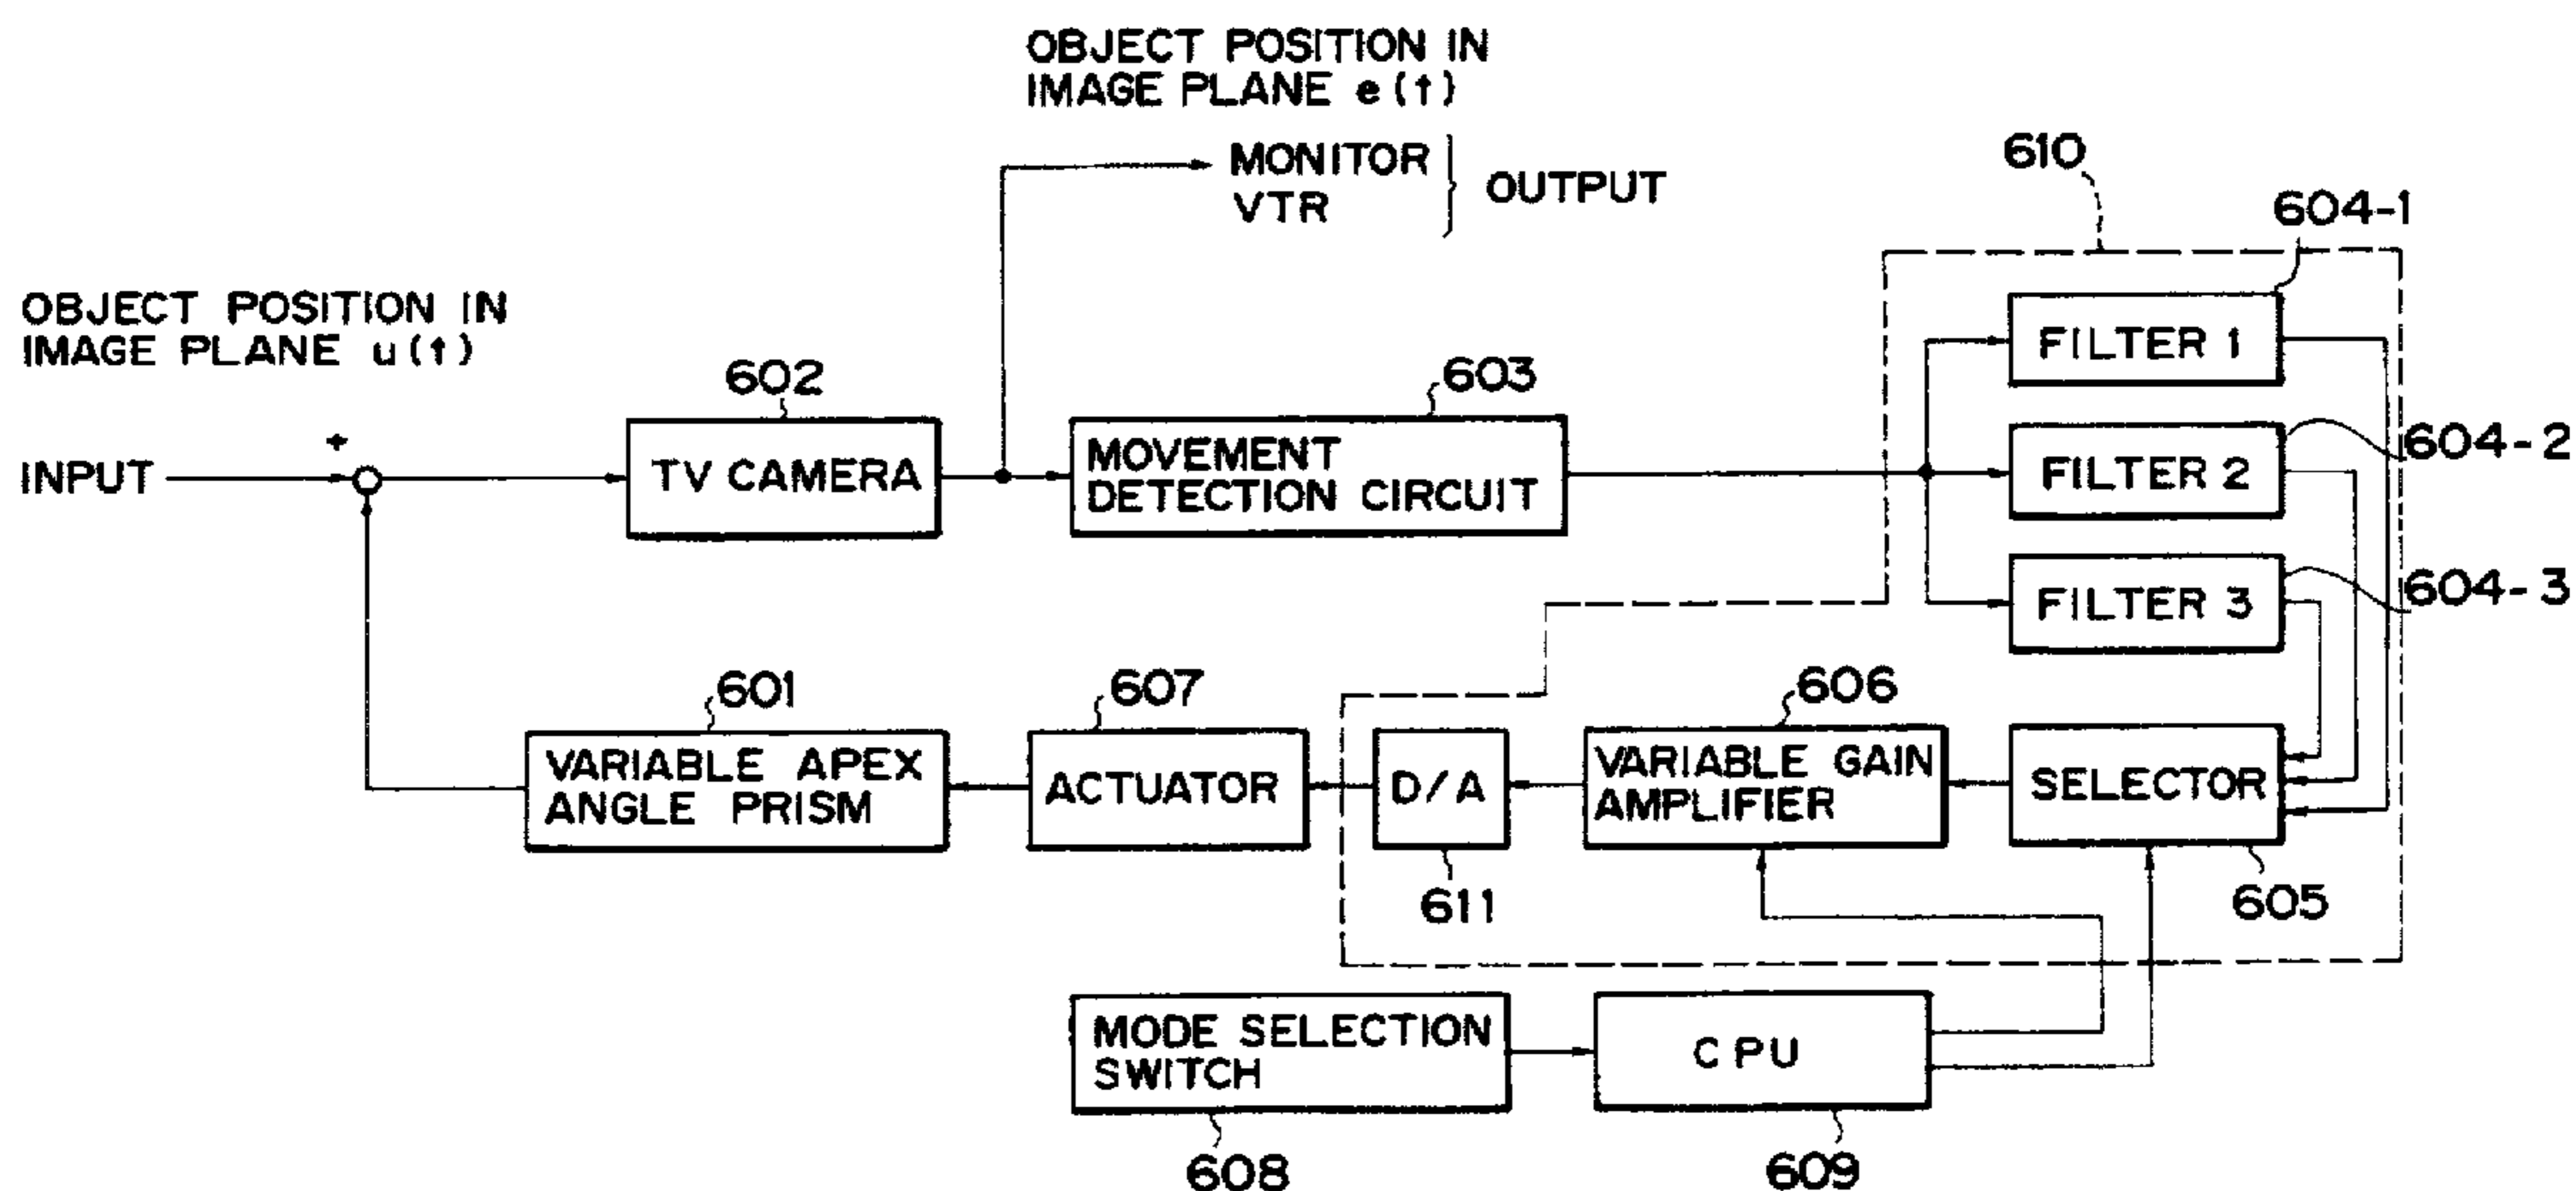 OBJECT POSITION IN
IMAGE PLANE e(t)
MONITOR
VTR
OUTPUT
610
604-1
OBJECT POSITION IN
IMAGE PLANE u(t)
602
603
FILTER 1
+
INPUT
TV CAMERA
MOVEMENT
DETECTION CIRCUIT
FILTER 2
604-2
FILTER 3
604-3
601
607
606
VARIABLE APEX
ANGLE PRISM
ACTUATOR
D/A
VARIABLE GAIN
AMPLIFIER
SELECTOR
611
605
MODE SELECTION
SWITCH
CPU
608
609